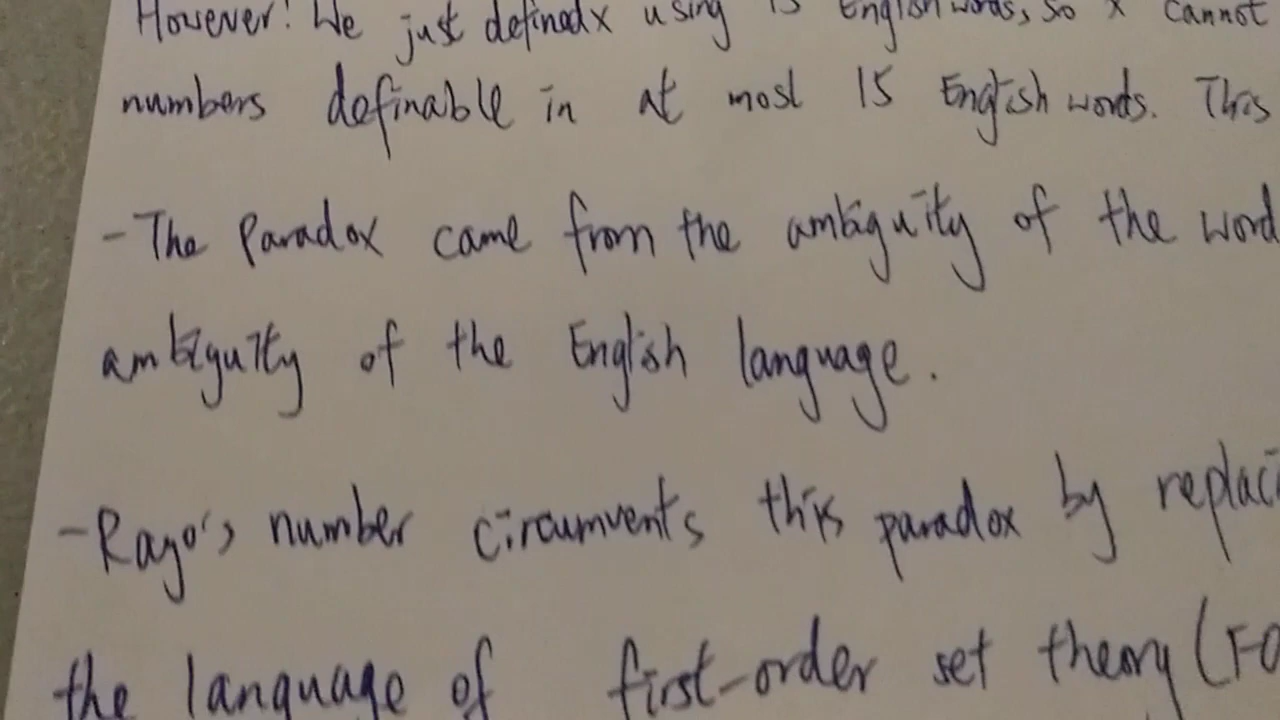 However! We just defined x using 15 English words, so x cannot
numbers definable in at most 15 English words. This
- The Paradox came from the ambiguity of the word
ambiguity of the English language.
- Rayo's number circumvents this paradox by replaci
the language of first-order set theory (FO